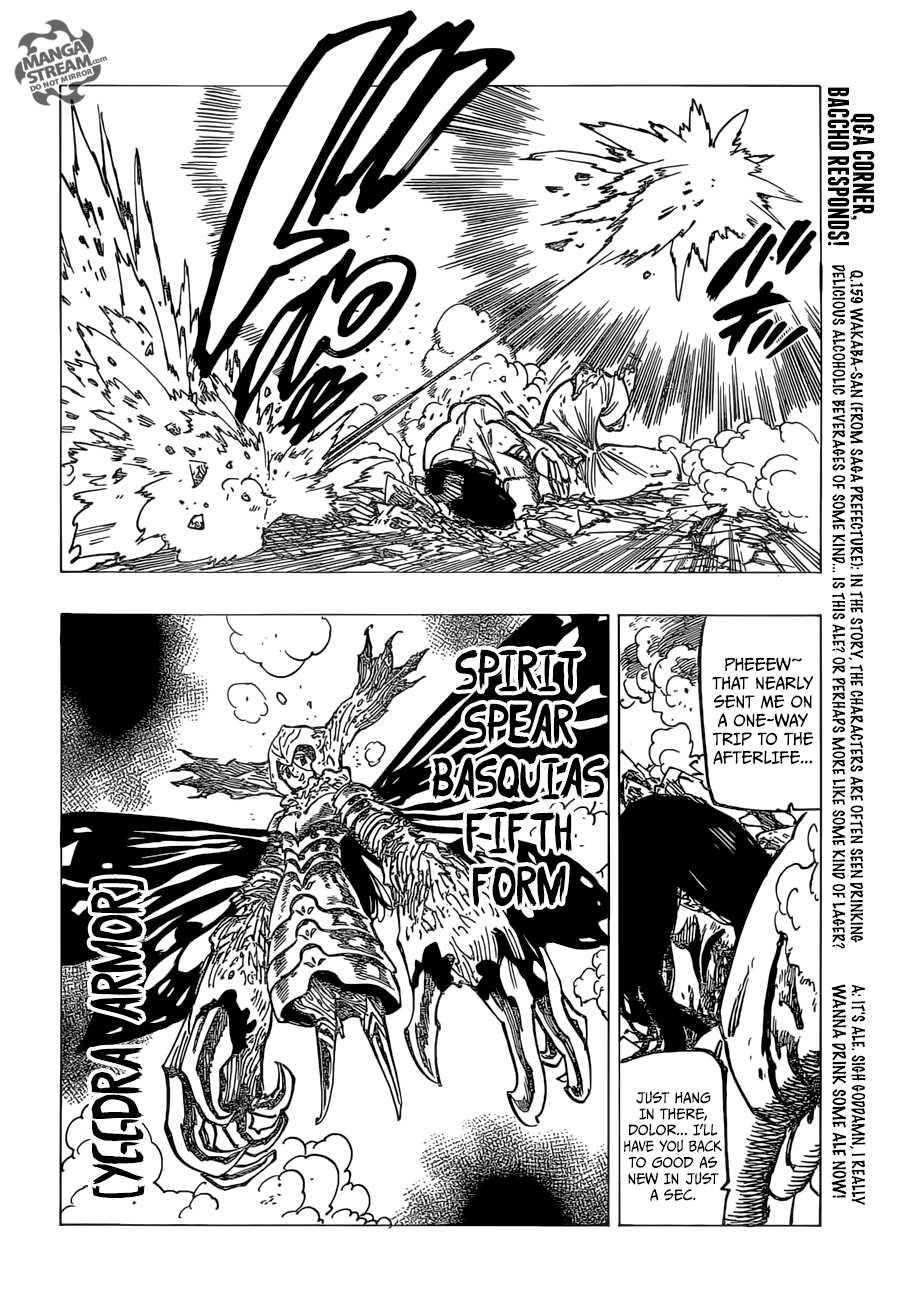 MANGA
STREAM.com
DO NOT MIRROR
Q&A CORNER,
BACCHO RESPONDS!
Q.159 WAKABA-SAN (FROM SAGA PREFECTURE): IN THE STORY, THE CHARACTERS ARE OFTEN SEEN DRINKING
DELICIOUS ALCOHOLIC BEVERAGES OF SOME KIND... IS THIS ALE? OR PERHAPS MORE LIKE SOME KIND OF LAGER?
A: IT'S ALE. SIGH GODDAMN, I REALLY
WANNA DRINK SOME ALE NOW!
PHEEEW~
THAT NEARLY
SENT ME ON
A ONE-WAY
TRIP TO THE
AFTERLIFE...
JUST HANG
IN THERE,
DOLOR... I'LL
HAVE YOU BACK
TO GOOD AS
NEW IN JUST
A SEC.
SPIRIT
SPEAR
BASQUIAS
FIFTH
FORM
[YGGDRA ARMOR]